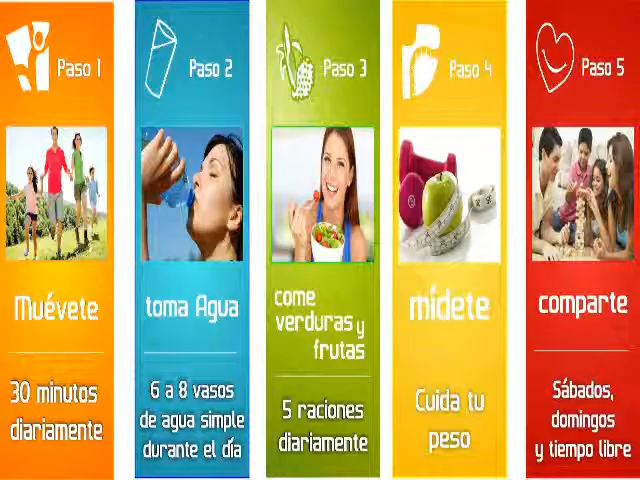 Paso 1
Muévete
30 minutos
diariamente
Paso 2
toma Agua
6 a 8 vasos
de agua simple
durante el día
Paso 3
come
verduras y
frutas
5 raciones
diariamente
Paso 4
mídete
Cuida tu
peso
Paso 5
comparte
Sábados,
domingos
y tiempo libre